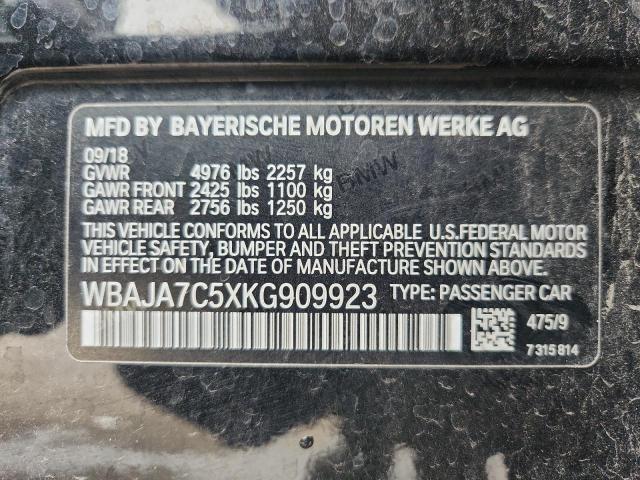 MFD BY BAYERISCHE MOTOREN WERKE AG
09/18
GVWR 4976 lbs 2257 kg
GAWR FRONT 2425 lbs 1100 kg
GAWR REAR 2756 lbs 1250 kg
BMW
THIS VEHICLE CONFORMS TO ALL APPLICABLE U.S.FEDERAL MOTOR
VEHICLE SAFETY, BUMPER AND THEFT PREVENTION STANDARDS
IN EFFECT ON THE DATE OF MANUFACTURE SHOWN ABOVE.
WBAJA7C5XKG909923 TYPE: PASSENGER CAR
475/9
7315814